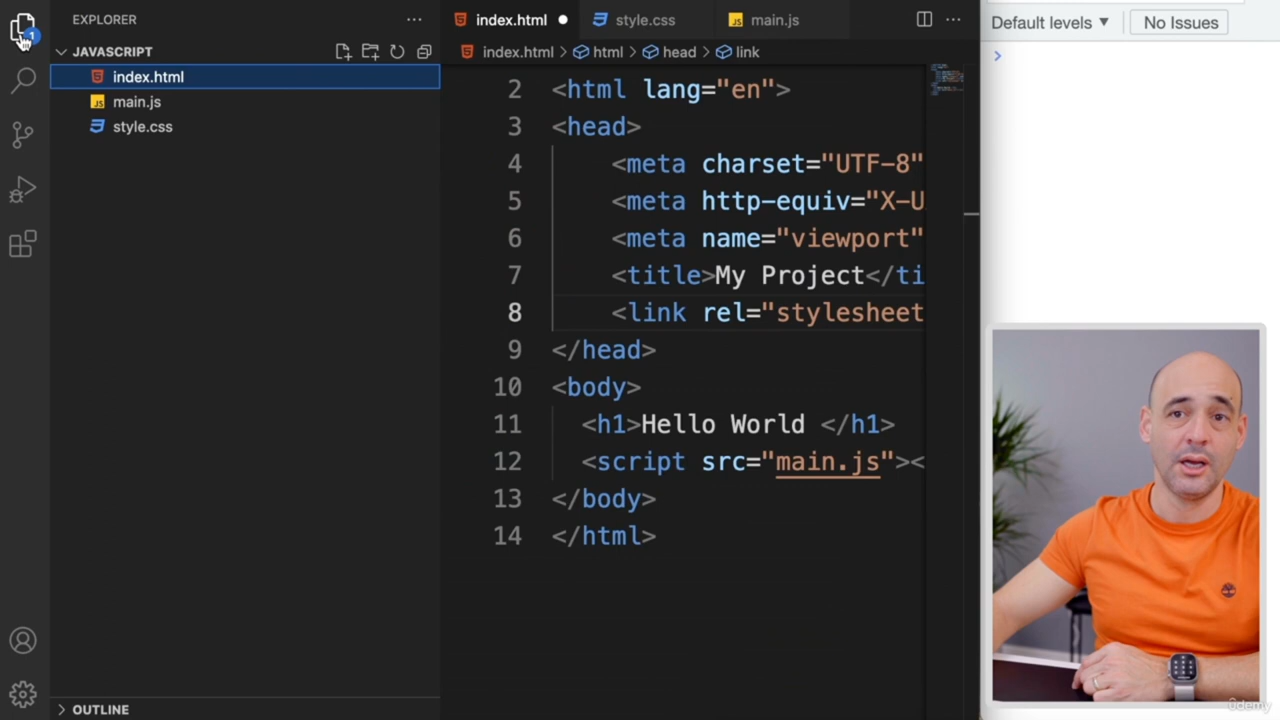 EXPLORER
JAVASCRIPT
index.html
main.js
style.css
OUTLINE
1
index.html
style.css
main.js
index.html > html > head > link
2 <html lang="en">
3 <head>
4 <meta charset="UTF-8"
5 <meta http-equiv="X-U
6 <meta name="viewport"
7 <title>My Project</ti
8 <link rel="stylesheet
9 </head>
10 <body>
11 <h1>Hello World </h1>
12 <script src="main.js"><
13 </body>
14 </html>
Default levels ▼ No Issues
>
ûdemy